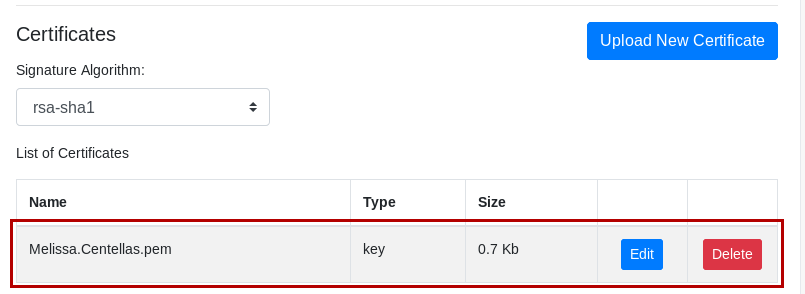 Certificates
Upload New Certificate
Signature Algorithm:
rsa-sha1
List of Certificates
Name Type Size
Melissa.Centellas.pem key 0.7 Kb Edit Delete